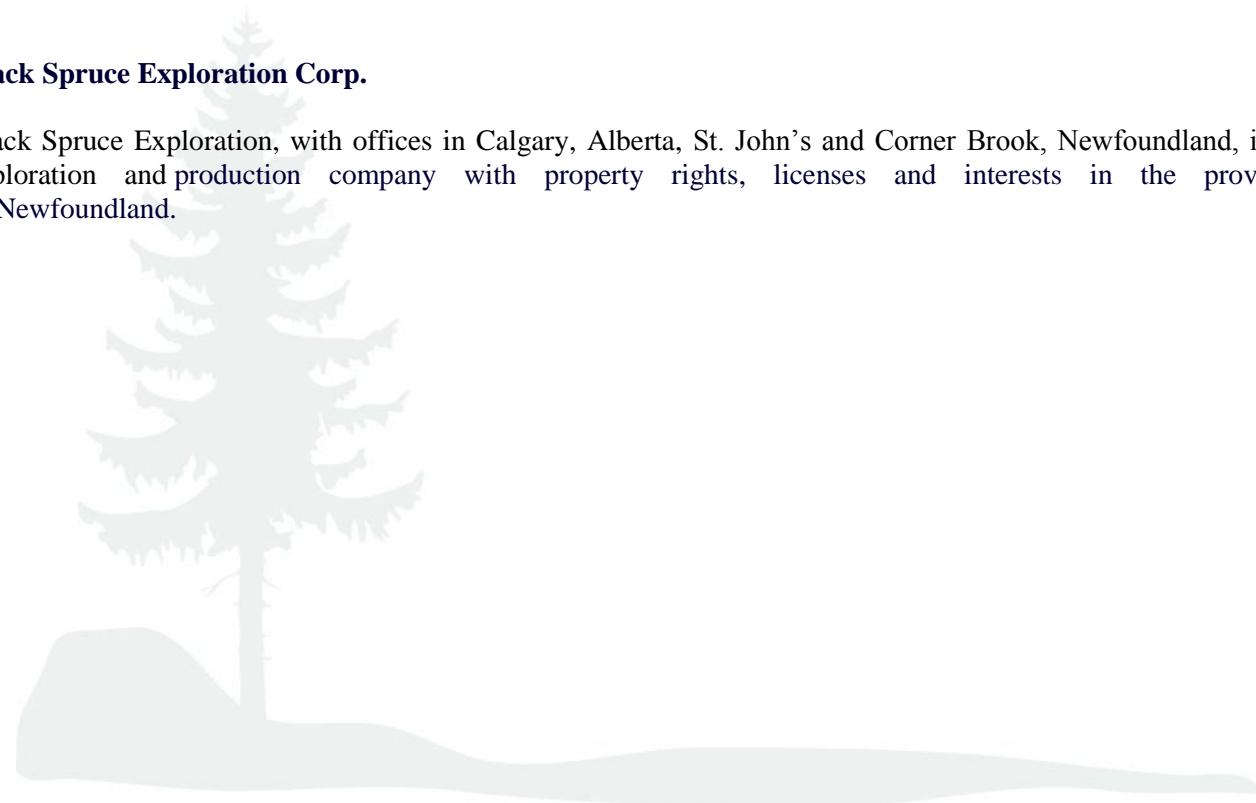 ack Spruce Exploration Corp.
ack Spruce Exploration, with offices in Calgary, Alberta, St. John’s and Corner Brook, Newfoundland, i
ploration and production company with property rights, licenses and interests in the prov
Newfoundland.